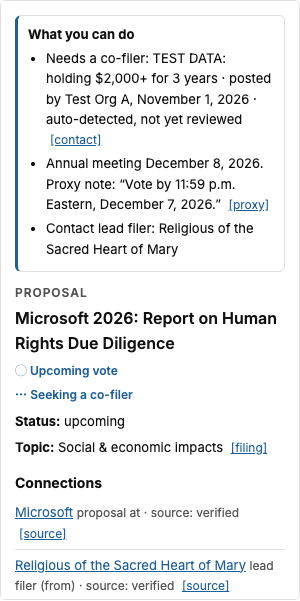 What you can do
• Needs a co-filer: TEST DATA:
holding $2,000+ for 3 years · posted
by Test Org A, November 1, 2026 ·
auto-detected, not yet reviewed
[contact]
• Annual meeting December 8, 2026.
Proxy note: “Vote by 11:59 p.m.
Eastern, December 7, 2026.” [proxy]
• Contact lead filer: Religious of the
Sacred Heart of Mary
PROPOSAL
Microsoft 2026: Report on Human
Rights Due Diligence
Upcoming vote
··· Seeking a co-filer
Status: upcoming
Topic: Social & economic impacts [filing]
Connections
Microsoft proposal at · source: verified
[source]
Religious of the Sacred Heart of Mary lead
filer (from) · source: verified [source]